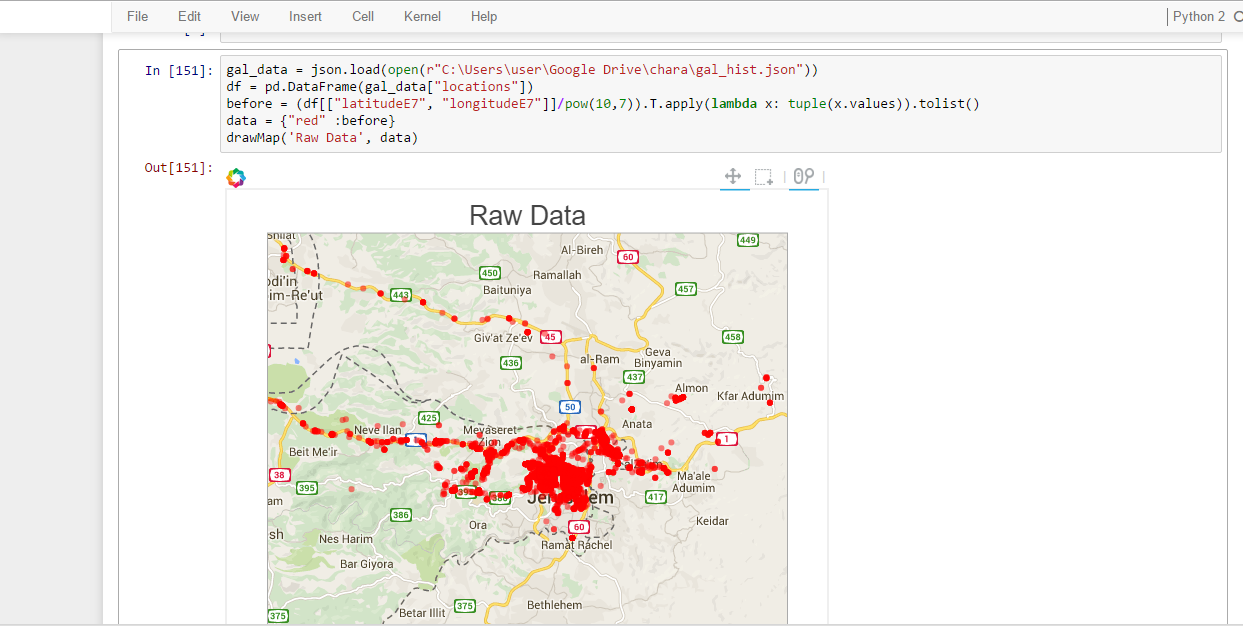 File Edit View Insert Cell Kernel Help Python 2
In [151]: gal_data = json.load(open(r"C:\Users\user\Google Drive\chara\gal_hist.json"))
df = pd.DataFrame(gal_data["locations"])
before = (df[["latitudeE7", "longitudeE7"]]/pow(10,7)).T.apply(lambda x: tuple(x.values)).tolist()
data = {"red" :before}
drawMap('Raw Data', data)
Out[151]:
Raw Data
Shilat
449
Al-Bireh
60
450
Ramallah
odi'in
457
Baituniya
im-Re'ut
443
Giv'at Ze'ev
45
458
436
al-Ram
Geva
Binyamin
437
Almon
Kfar Adumim
50
425
Anata
Neve Ilan
Mevaseret
Zion
1
Beit Me'ir
38
Ma'ale
Adumim
395
386
417
am
386
Ora
60
Keidar
sh
Nes Harim
Ramat Rachel
Bar Giyora
Betar Illit
375
Bethlehem
375